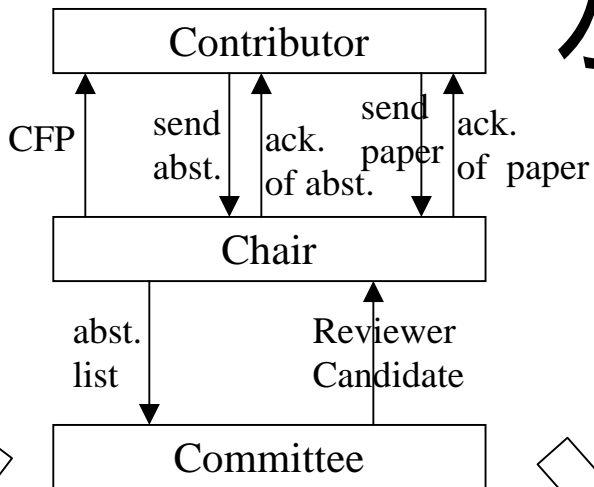 Contributor
CFP
send
abst.
ack.
of abst.
send
paper
ack.
of paper
Chair
abst.
list
Reviewer
Candidate
Committee